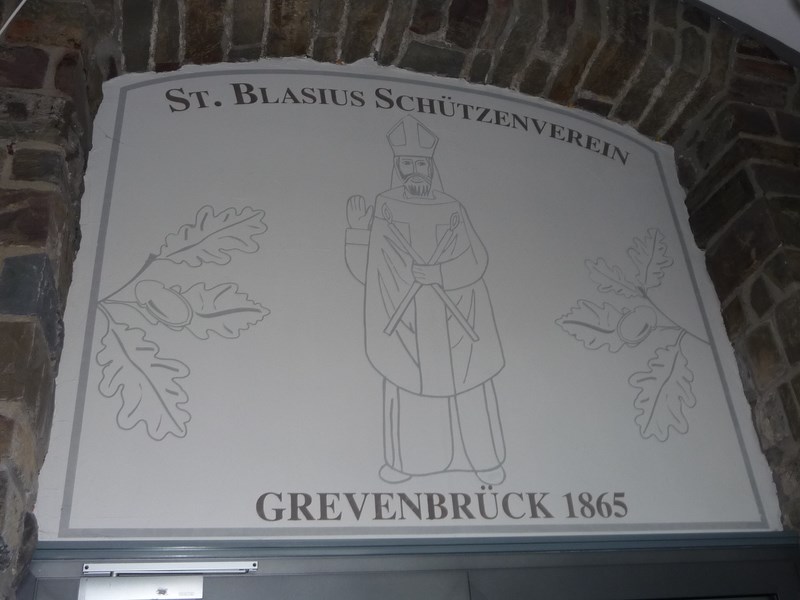 St. Blasius Schützenverein
GREVENBRÜCK 1865